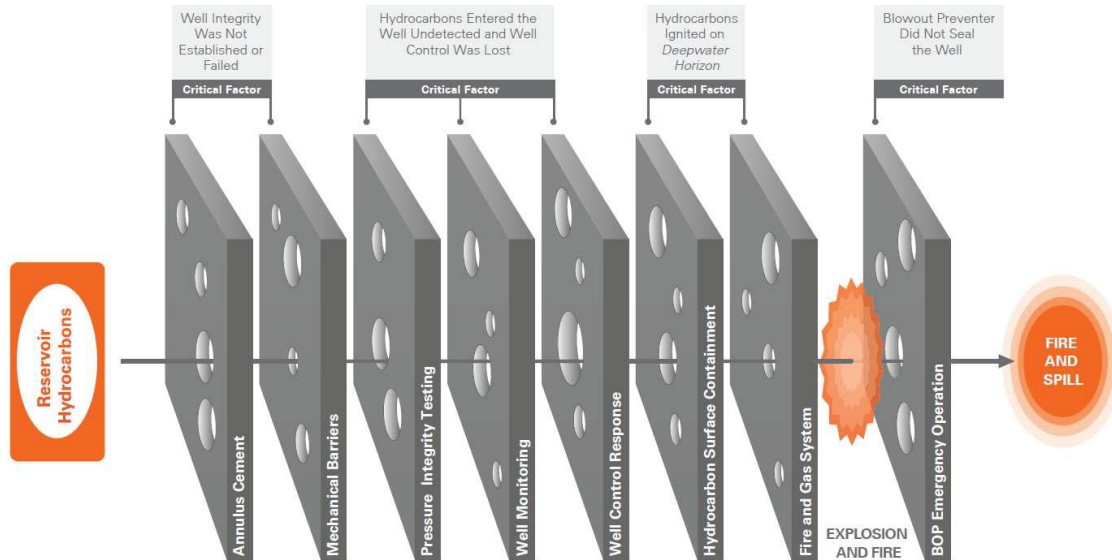 Well Integrity
Was Not
Established or
Failed
Critical Factor
Hydrocarbons Entered the
Well Undetected and Well
Control Was Lost
Critical Factor
Hydrocarbons
Ignited on
Deepwater
Horizon
Critical Factor
Blowout Preventer
Did Not Seal
the Well
Critical Factor
Reservoir
Hydrocarbons
Annulus Cement
Mechanical Barriers
Pressure Integrity Testing
Well Monitoring
Well Control Response
Hydrocarbon Surface Containment
Fire and Gas System
EXPLOSION
AND FIRE
BOP Emergency Operation
FIRE
AND
SPILL